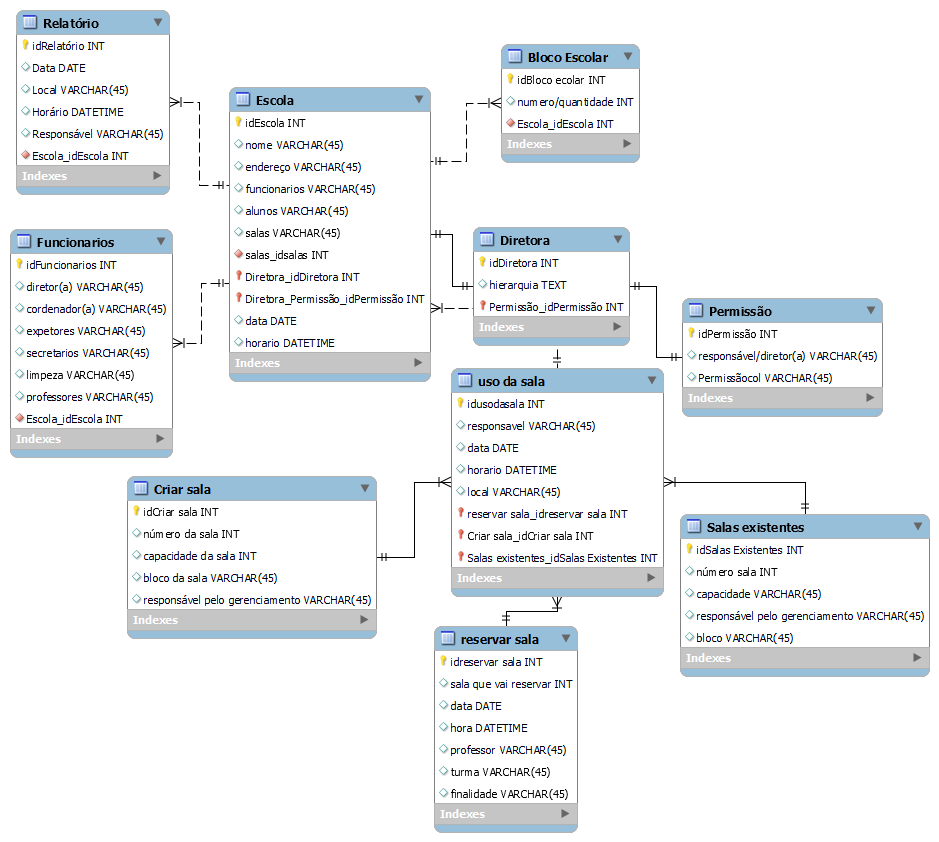 Relatório
idRelatório INT
Data DATE
Local VARCHAR(45)
Horário DATETIME
Responsável VARCHAR(45)
Escola_idEscola INT
Indexes
Escola
idEscola INT
nome VARCHAR(45)
endereço VARCHAR(45)
funcionarios VARCHAR(45)
alunos VARCHAR(45)
salas VARCHAR(45)
salas_idsalas INT
Diretora_idDiretora INT
Diretora_Permissão_idPermissão INT
data DATE
horario DATETIME
Indexes
Bloco Escolar
idBloco ecolar INT
numero/quantidade INT
Escola_idEscola INT
Indexes
Funcionarios
idFuncionarios INT
diretor(a) VARCHAR(45)
cordenador(a) VARCHAR(45)
expetores VARCHAR(45)
secretarios VARCHAR(45)
limpeza VARCHAR(45)
professores VARCHAR(45)
Escola_idEscola INT
Indexes
Diretora
idDiretora INT
hierarquia TEXT
Permissão_idPermissão INT
Indexes
Permissão
idPermissão INT
responsável/diretor(a) VARCHAR(45)
Permissãocol VARCHAR(45)
Indexes
uso da sala
idusodasala INT
responsavel VARCHAR(45)
data DATE
horario DATETIME
local VARCHAR(45)
reservar sala_idreservar sala INT
Criar sala_idCriar sala INT
Salas existentes_idSalas Existentes INT
Indexes
Criar sala
idCriar sala INT
número da sala INT
capacidade da sala INT
bloco da sala VARCHAR(45)
responsável pelo gerenciamento VARCHAR(45)
Indexes
Salas existentes
idSalas Existentes INT
número sala INT
capacidade VARCHAR(45)
responsável pelo gerenciamento VARCHAR(45)
bloco VARCHAR(45)
Indexes
reservar sala
idreservar sala INT
sala que vai reservar INT
data DATE
hora DATETIME
professor VARCHAR(45)
turma VARCHAR(45)
finalidade VARCHAR(45)
Indexes